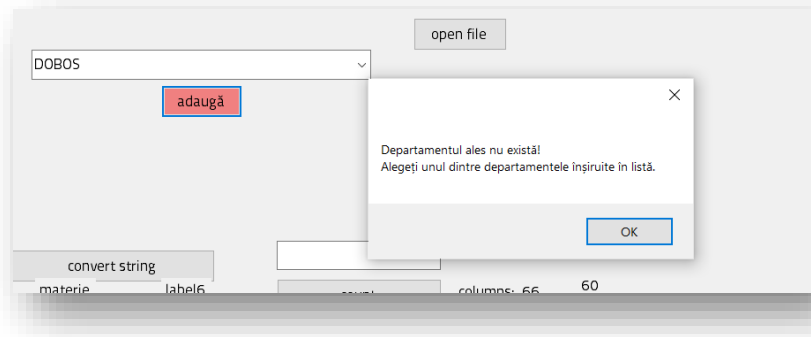 open file
DOBOS
adaugă
Departamentul ales nu există!
Alegeți unul dintre departamentele înșiruite în listă.
OK
convert string
materie
label6
columns: 66
60